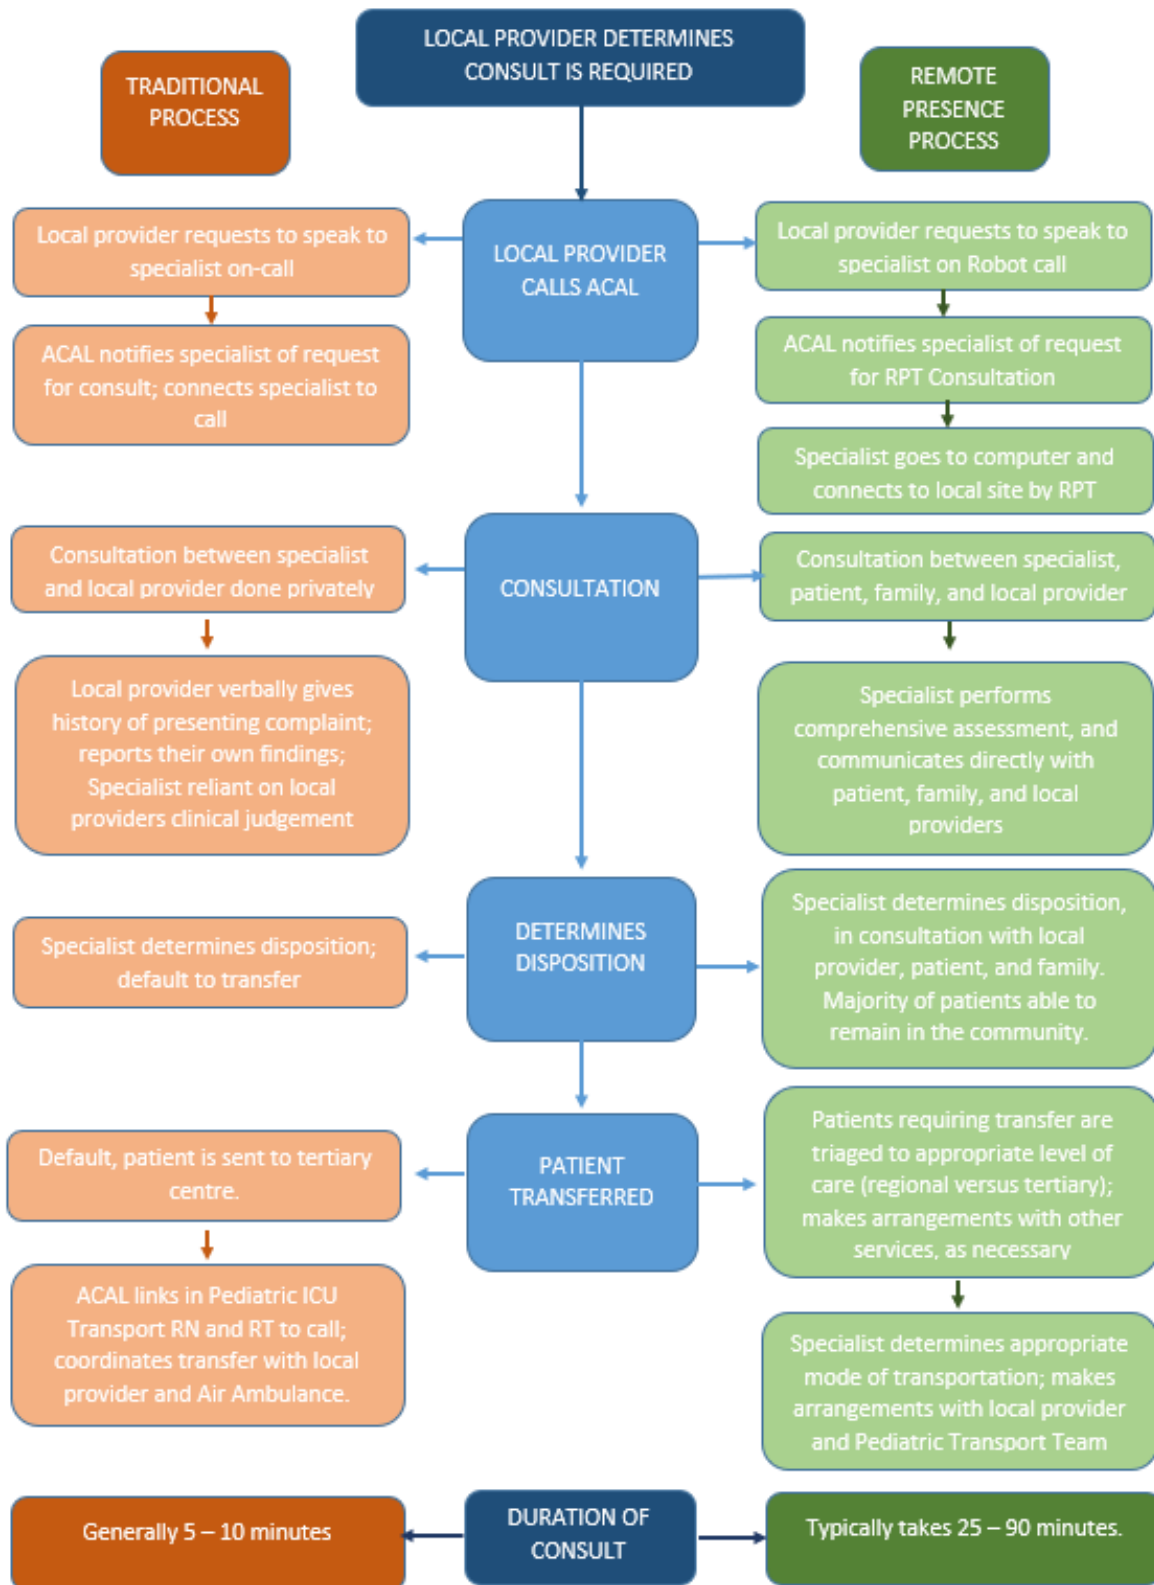 LOCAL PROVIDER DETERMINES
CONSULT IS REQUIRED
TRADITIONAL
PROCESS
REMOTE
PRESENCE
PROCESS
Local provider requests to speak to
specialist on-call
LOCAL PROVIDER
CALLS ACAL
Local provider requests to speak to
specialist on Robot call
ACAL notifies specialist of request
for consult; connects specialist to
call
ACAL notifies specialist of request
for RPT Consultation
Specialist goes to computer and
connects to local site by RPT
Consultation between specialist
and local provider done privately
CONSULTATION
Consultation between specialist,
patient, family, and local provider
Local provider verbally gives
history of presenting complaint;
reports their own findings;
Specialist reliant on local
providers clinical judgement
Specialist performs
comprehensive assessment, and
communicates directly with
patient, family, and local
providers
Specialist determines disposition;
default to transfer
DETERMINES
DISPOSITION
Specialist determines disposition,
in consultation with local
provider, patient, and family.
Majority of patients able to
remain in the community.
Default, patient is sent to tertiary
centre.
PATIENT
TRANSFERRED
Patients requiring transfer are
triaged to appropriate level of
care (regional versus tertiary);
makes arrangements with other
services, as necessary
ACAL links in Pediatric ICU
Transport RN and RT to call;
coordinates transfer with local
provider and Air Ambulance.
Specialist determines appropriate
mode of transportation; makes
arrangements with local provider
and Pediatric Transport Team
Generally 5 – 10 minutes
DURATION OF
CONSULT
Typically takes 25 – 90 minutes.